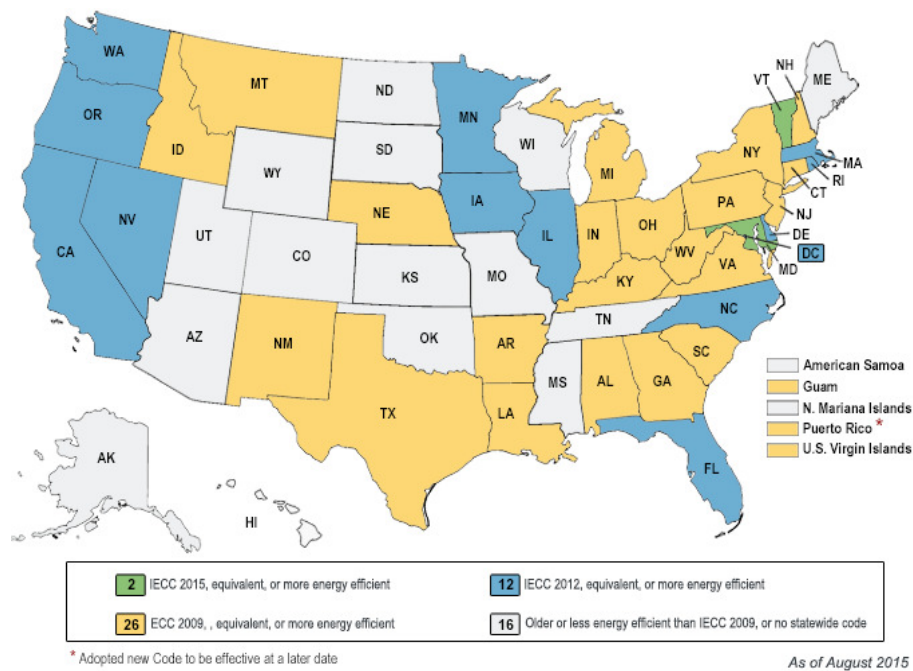 WA
OR
CA
NV
ID
MT
WY
UT
CO
AZ
NM
ND
SD
NE
KS
OK
TX
MN
IA
MO
AR
LA
WI
IL
MS
MI
IN
OH
KY
TN
AL
GA
FL
SC
NC
VA
WV
PA
NY
VT
NH
ME
MA
RI
CT
NJ
DE
DC
MD
AK
HI
American Samoa
Guam
N. Mariana Islands
Puerto Rico *
U.S. Virgin Islands
2 IECC 2015, equivalent, or more energy efficient
12 IECC 2012, equivalent, or more energy efficient
26 ECC 2009, , equivalent, or more energy efficient
16 Older or less energy efficient than IECC 2009, or no statewide code
* Adopted new Code to be effective at a later date
As of August 2015